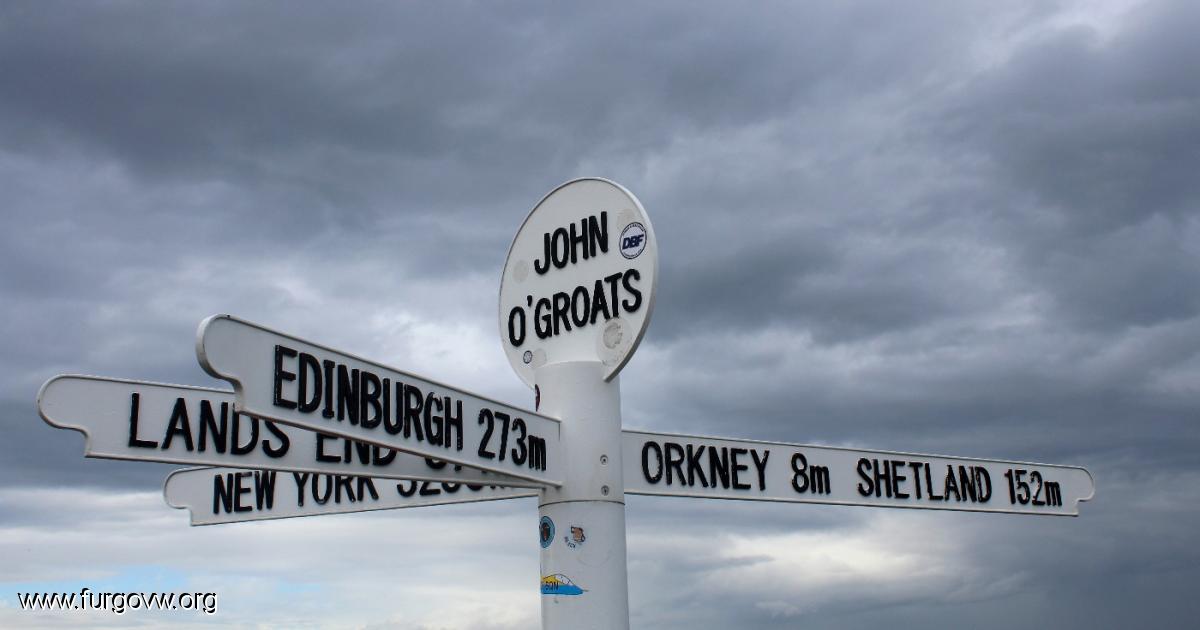 JOHN
O'GROATS
DBF
EDINBURGH 273m
LANDS END
NEW YORK
ORKNEY 8m SHETLAND 152m
www.furgovw.org